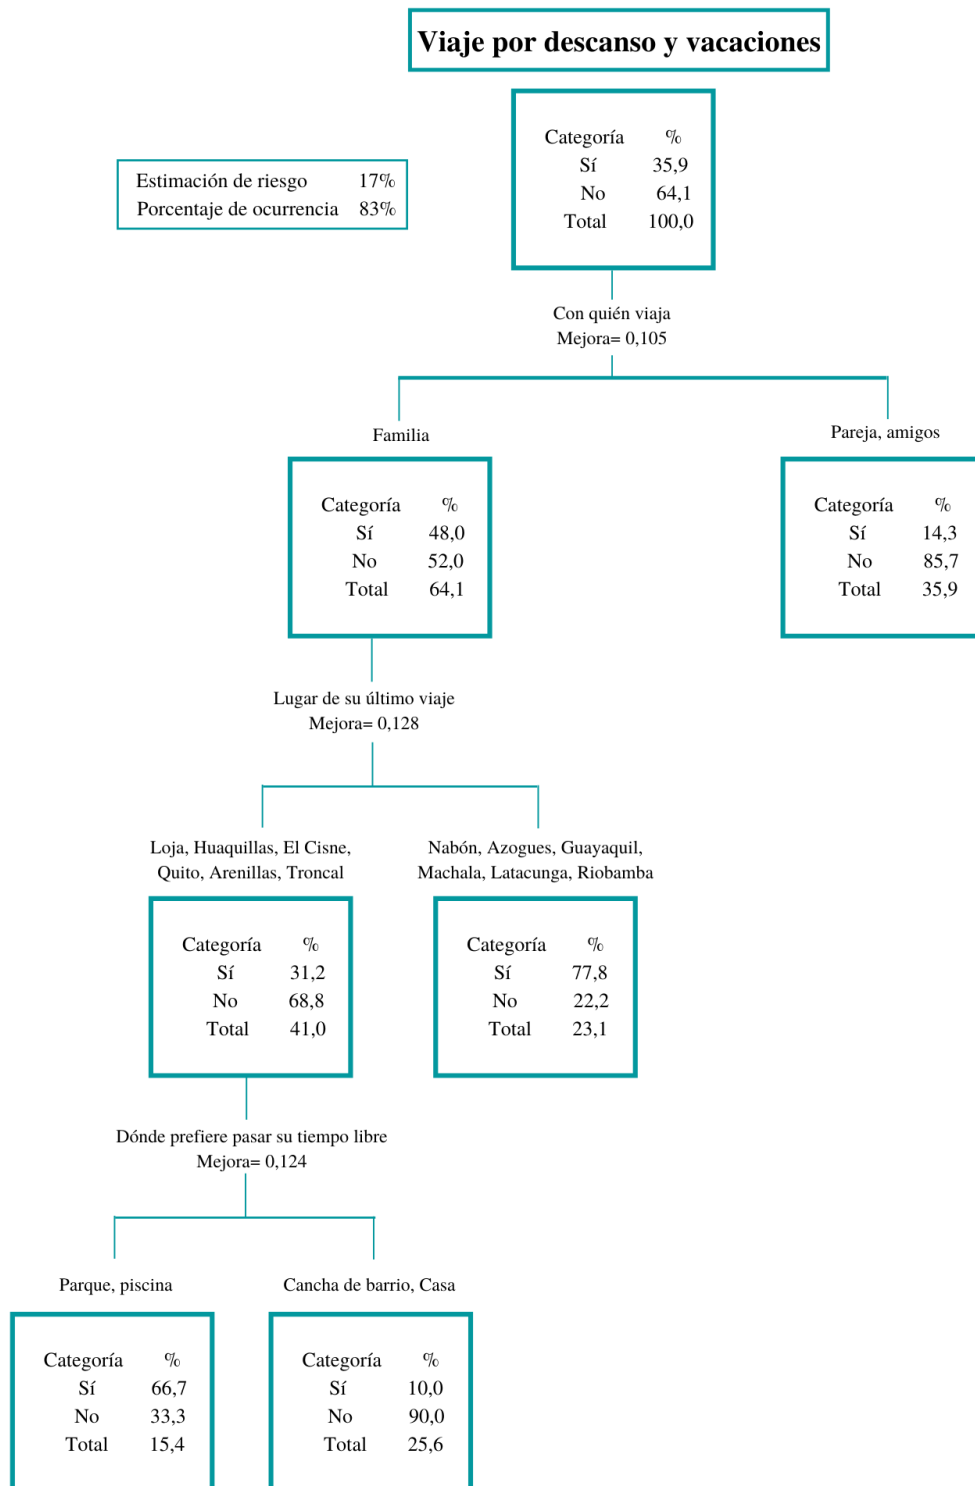 Viaje por descanso y vacaciones
Categoría %
Sí 35,9
No 64,1
Total 100,0
Estimación de riesgo 17%
Porcentaje de ocurrencia 83%
Con quién viaja
Mejora= 0,105
Familia
Categoría %
Sí 48,0
No 52,0
Total 64,1
Pareja, amigos
Categoría %
Sí 14,3
No 85,7
Total 35,9
Lugar de su último viaje
Mejora= 0,128
Loja, Huaquillas, El Cisne,
Quito, Arenillas, Troncal
Categoría %
Sí 31,2
No 68,8
Total 41,0
Nabón, Azogues, Guayaquil,
Machala, Latacunga, Riobamba
Categoría %
Sí 77,8
No 22,2
Total 23,1
Dónde prefiere pasar su tiempo libre
Mejora= 0,124
Parque, piscina
Categoría %
Sí 66,7
No 33,3
Total 15,4
Cancha de barrio, Casa
Categoría %
Sí 10,0
No 90,0
Total 25,6